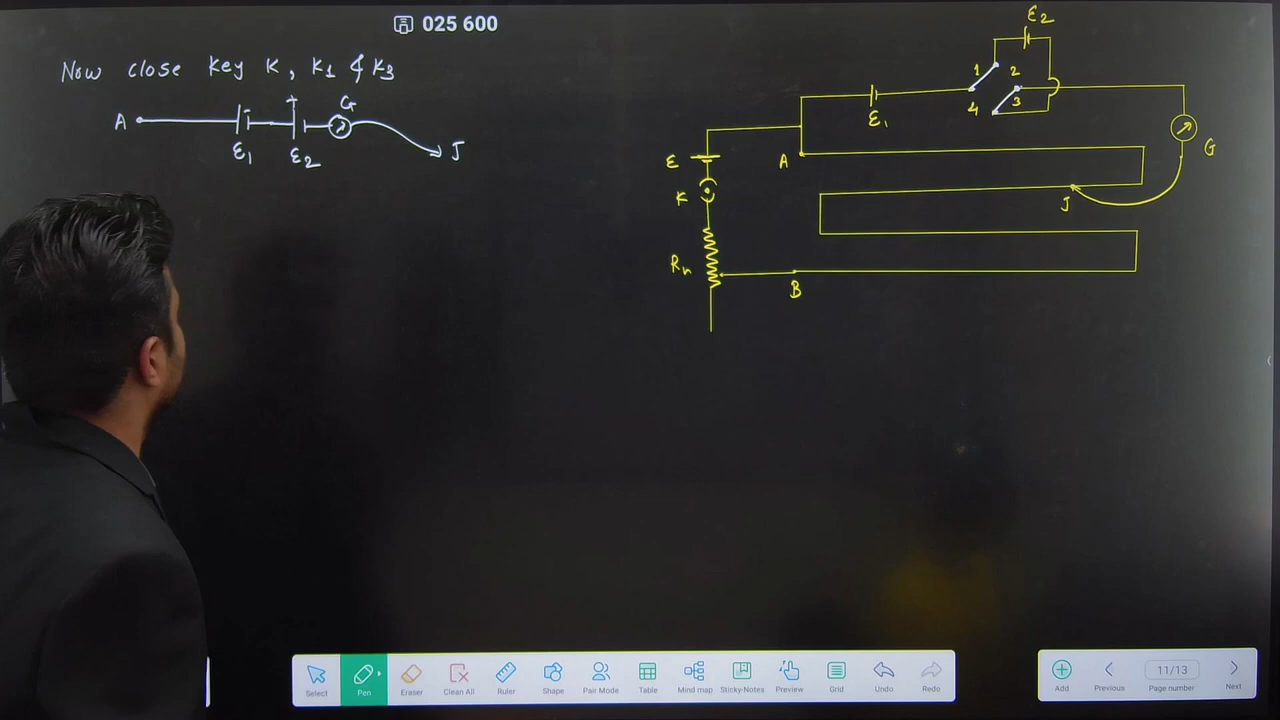 025 600
Now close key K, K1 & K3
A
G
J
E1
E2
E2
1
2
4
3
E1
E
A
G
K
J
Rh
B
Select
Pen
Eraser
Clean All
Ruler
Shape
Pair Mode
Table
Mind map
Sticky-Notes
Preview
Grid
Undo
Redo
Add
Previous
11/13
Page number
Next